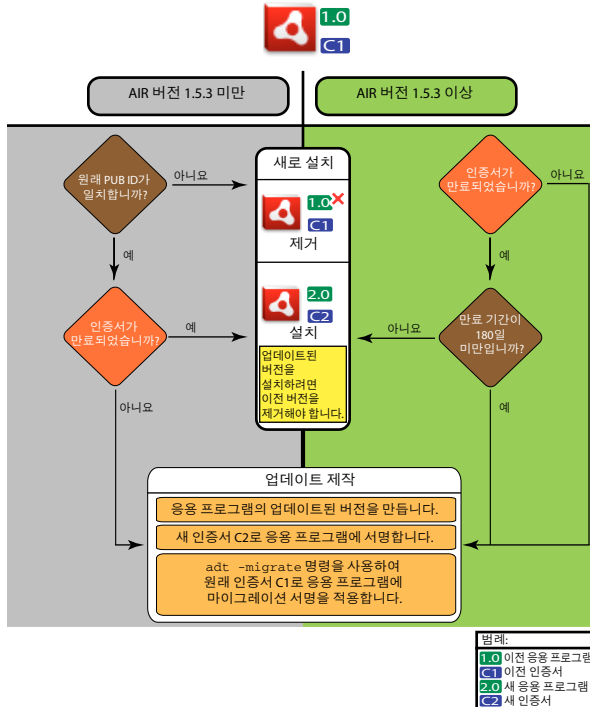 1.0
C1
AIR 버전 1.5.3 미만
AIR 버전 1.5.3 이상
원래 PUB ID가
일치합니까?
아니요
예
인증서가
만료되었습니까?
예
아니요
새로 설치
1.0
C1
제거
2.0
C2
설치
업데이트된
버전을
설치하려면
이전 버전을
제거해야 합니다.
인증서가
만료되었습니까?
아니요
예
만료 기간이
180일
미만입니까?
아니요
예
업데이트 제작
응용 프로그램의 업데이트된 버전을 만듭니다.
새 인증서 C2로 응용 프로그램에 서명합니다.
adt -migrate 명령을 사용하여
원래 인증서 C1로 응용 프로그램에
마이그레이션 서명을 적용합니다.
범례:
1.0 이전 응용 프로그램
C1 이전 인증서
2.0 새 응용 프로그램
C2 새 인증서